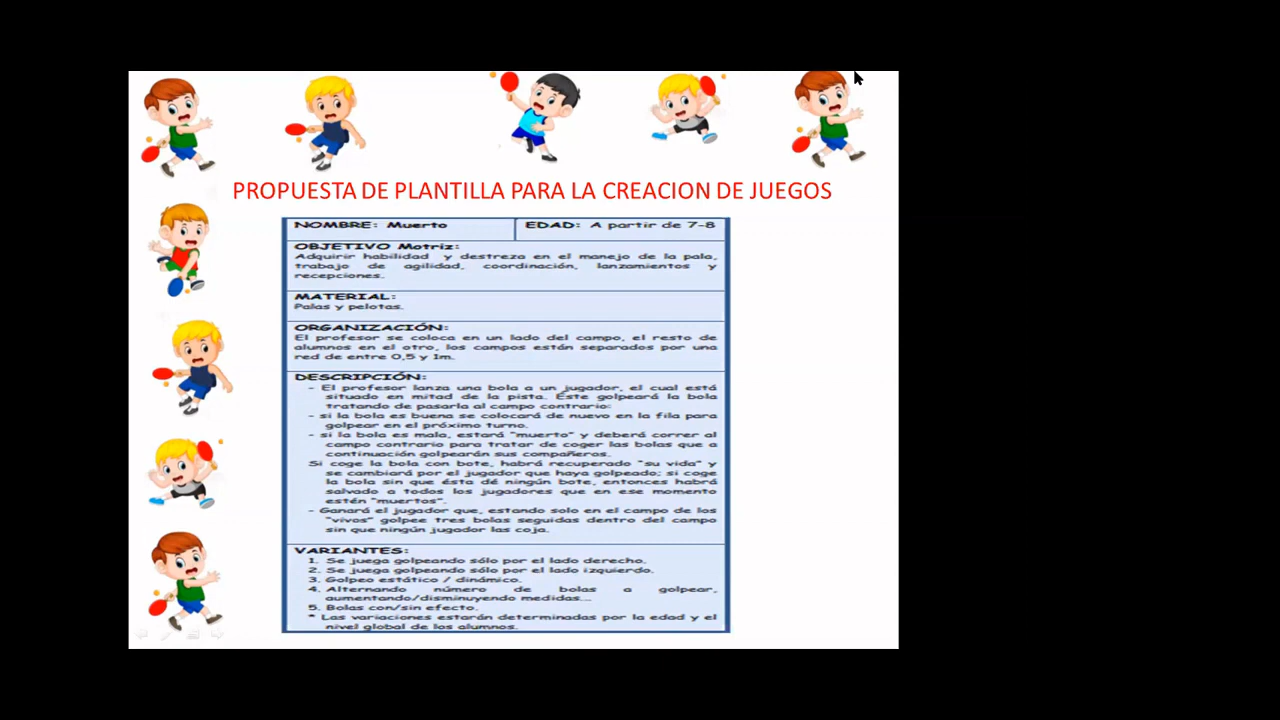 PROPUESTA DE PLANTILLA PARA LA CREACION DE JUEGOS
NOMBRE: Muerto
EDAD: A partir de 7-8
OBJETIVO Motriz:
Adquirir habilidad y destreza en el manejo de la pala,
trabajo de agilidad, coordinación, lanzamientos y
recepciones.
MATERIAL:
Palas y pelotas.
ORGANIZACIÓN:
El profesor se coloca en un lado del campo, el resto de
alumnos en el otro, los campos están separados por una
red de entre 0,5 y 1m.
DESCRIPCIÓN:
- El profesor lanza una bola a un jugador, el cual está
situado en mitad de la pista. Éste golpeará la bola
tratando de pasarla al campo contrario:
- si la bola es buena se colocará de nuevo en la fila para
golpear en el próximo turno.
- si la bola es mala, estará "muerto" y deberá correr al
campo contrario para tratar de coger las bolas que a
continuación golpearán sus compañeros.
Si coge la bola con bote, habrá recuperado "su vida" y
se cambiará por el jugador que haya golpeado; si coge
la bola sin que ésta dé ningún bote, entonces habrá
salvado a todos los jugadores que en ese momento
estén "muertos".
- Ganará el jugador que, estando solo en el campo de los
"vivos" golpee tres bolas seguidas dentro del campo
sin que ningún jugador las coja.
VARIANTES:
1. Se juega golpeando sólo por el lado derecho.
2. Se juega golpeando sólo por el lado izquierdo.
3. Golpeo estático / dinámico.
4. Alternando número de bolas a golpear,
aumentando/disminuyendo medidas...
5. Bolas con/sin efecto.
* Las variaciones estarán determinadas por la edad y el
nivel global de los alumnos.